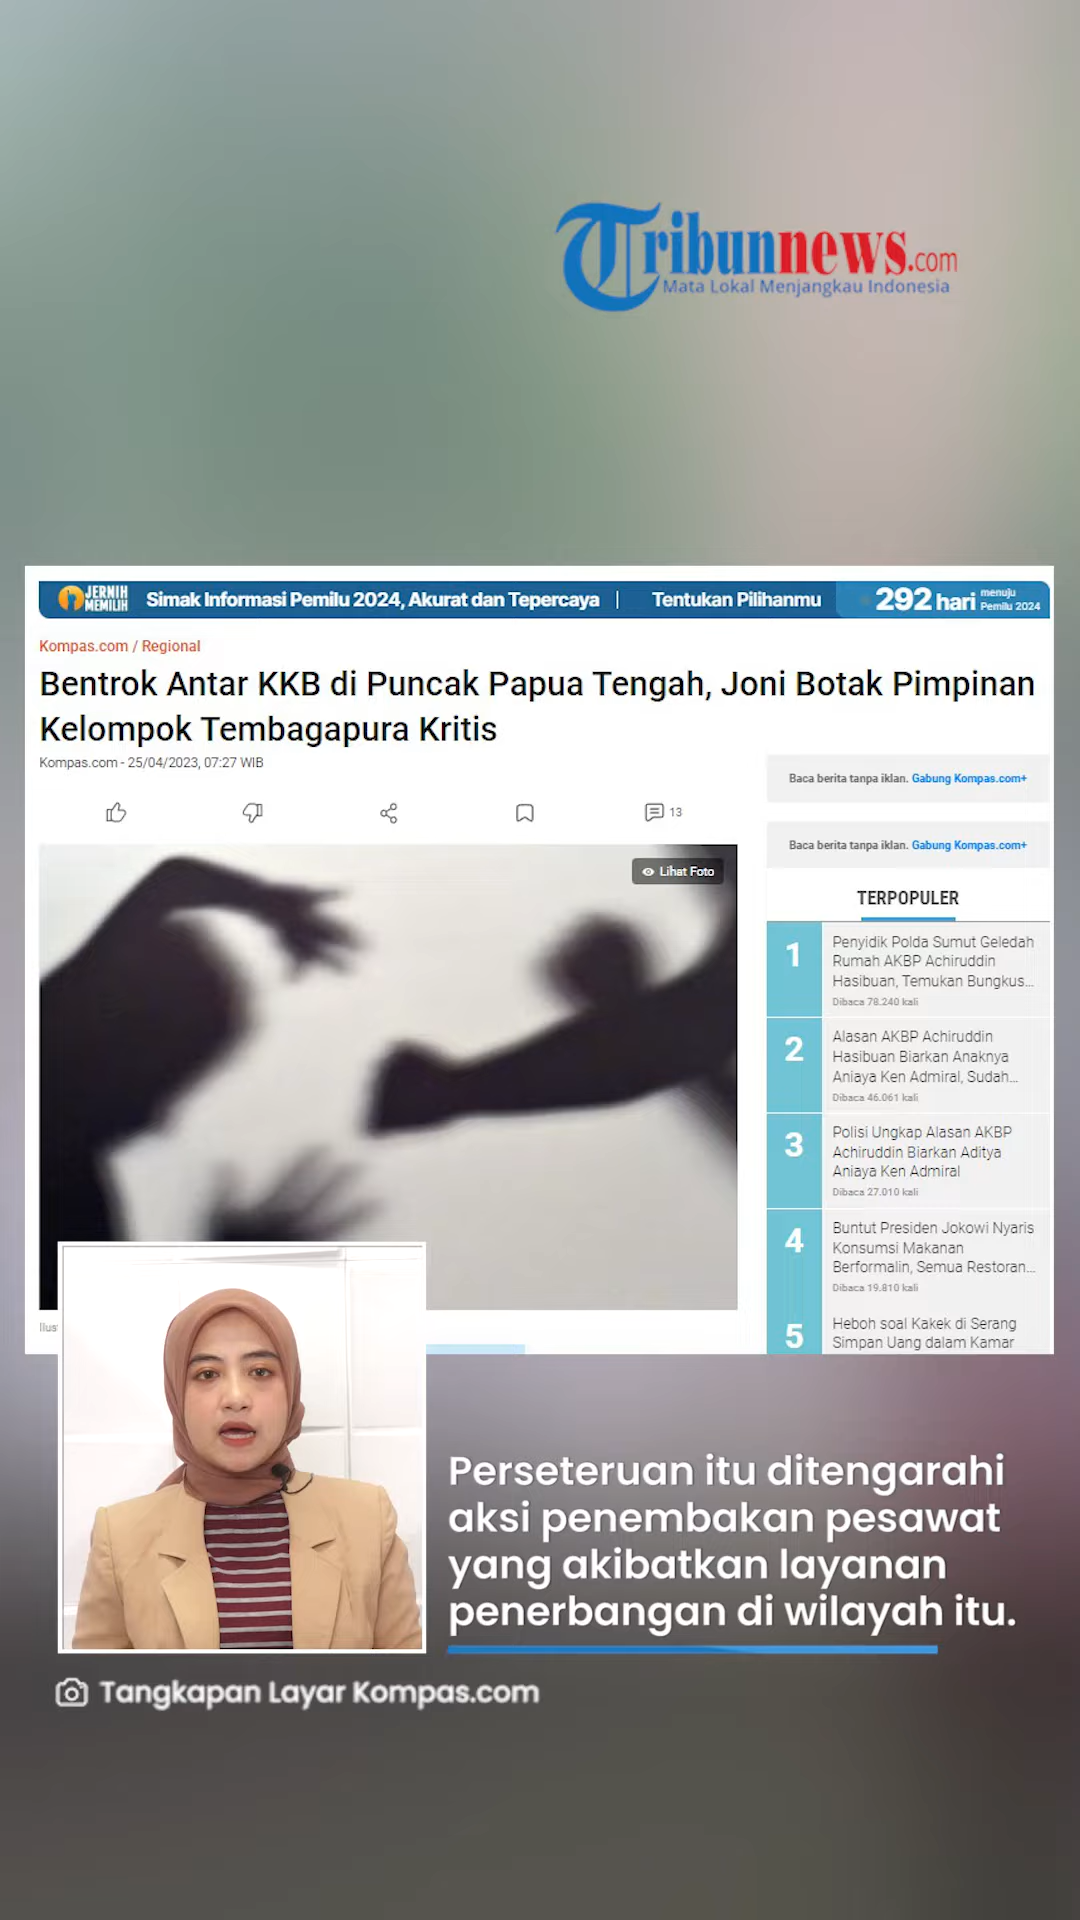 Tribunnews.com
Mata Lokal Menjangkau Indonesia
JERNIH
MEMILIH
Simak Informasi Pemilu 2024, Akurat dan Tepercaya | Tentukan Pilihanmu
292 hari
menuju
Pemilu 2024
Kompas.com / Regional
Bentrok Antar KKB di Puncak Papua Tengah, Joni Botak Pimpinan
Kelompok Tembagapura Kritis
Kompas.com - 25/04/2023, 07:27 WIB
13
Lihat Foto
Baca berita tanpa iklan. Gabung Kompas.com+
Baca berita tanpa iklan. Gabung Kompas.com+
TERPOPULER
1
Penyidik Polda Sumut Geledah
Rumah AKBP Achiruddin
Hasibuan, Temukan Bungkus...
Dibaca 78.240 kali
2
Alasan AKBP Achiruddin
Hasibuan Biarkan Anaknya
Aniaya Ken Admiral, Sudah...
Dibaca 46.061 kali
3
Polisi Ungkap Alasan AKBP
Achiruddin Biarkan Aditya
Aniaya Ken Admiral
Dibaca 27.010 kali
4
Buntut Presiden Jokowi Nyaris
Konsumsi Makanan
Berformalin, Semua Restoran...
Dibaca 19.810 kali
5
Heboh soal Kakek di Serang
Simpan Uang dalam Kamar
Perseteruan itu ditengarahi
aksi penembakan pesawat
yang akibatkan layanan
penerbangan di wilayah itu.
Tangkapan Layar Kompas.com